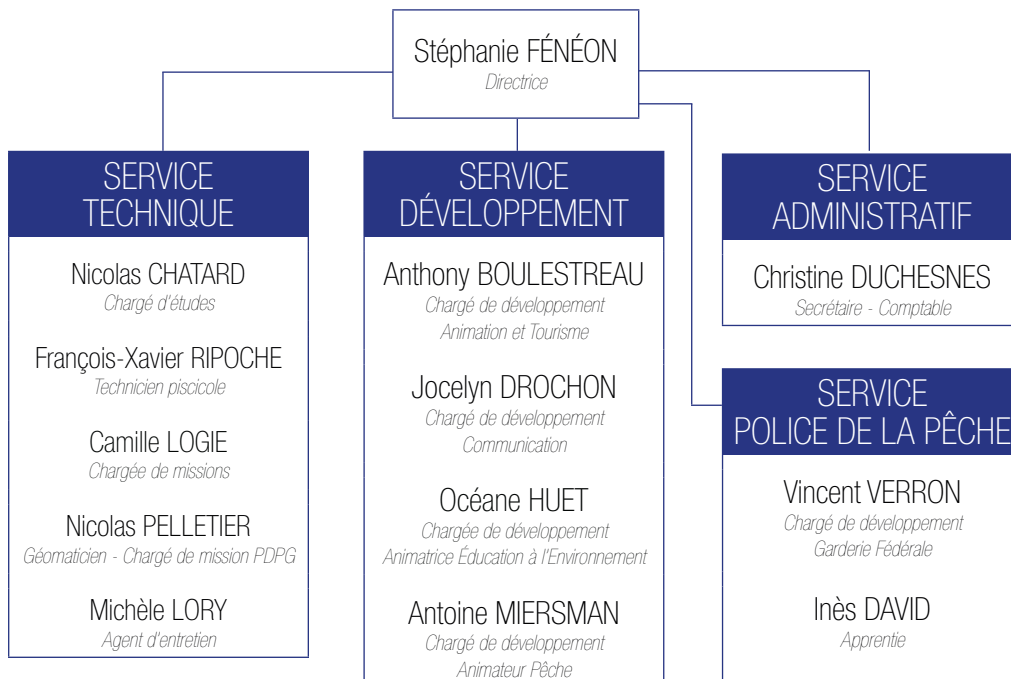 Stéphanie FÉNÉON
Directrice
SERVICE
TECHNIQUE
Nicolas CHATARD
Chargé d'études
François-Xavier RIPOCHE
Technicien piscicole
Camille LOGIE
Chargée de missions
Nicolas PELLETIER
Géomaticien - Chargé de mission PDPG
Michèle LORY
Agent d'entretien
SERVICE
DÉVELOPPEMENT
Anthony BOULESTREAU
Chargé de développement
Animation et Tourisme
Jocelyn DROCHON
Chargé de développement
Communication
Océane HUET
Chargée de développement
Animatrice Éducation à l'Environnement
Antoine MIERSMAN
Chargé de développement
Animateur Pêche
SERVICE
ADMINISTRATIF
Christine DUCHESNES
Secrétaire - Comptable
SERVICE
POLICE DE LA PÊCHE
Vincent VERRON
Chargé de développement
Garderie Fédérale
Inès DAVID
Apprentie